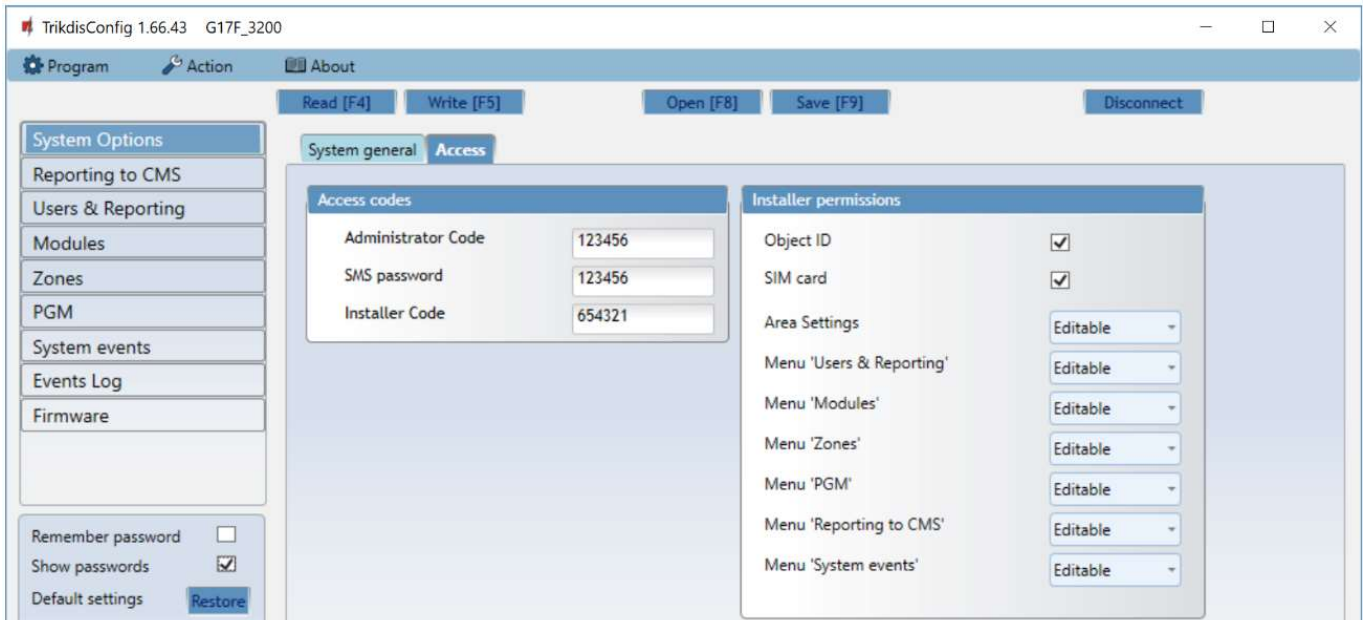 TrikdisConfig 1.66.43 G17F_3200
Program Action About
Read [F4] Write [F5] Open [F8] Save [F9] Disconnect
System Options
Reporting to CMS
Users & Reporting
Modules
Zones
PGM
System events
Events Log
Firmware
Remember password
Show passwords
Default settings Restore
System general Access
Access codes
Administrator Code 123456
SMS password 123456
Installer Code 654321
Installer permissions
Object ID
SIM card
Area Settings Editable
Menu 'Users & Reporting' Editable
Menu 'Modules' Editable
Menu 'Zones' Editable
Menu 'PGM' Editable
Menu 'Reporting to CMS' Editable
Menu 'System events' Editable